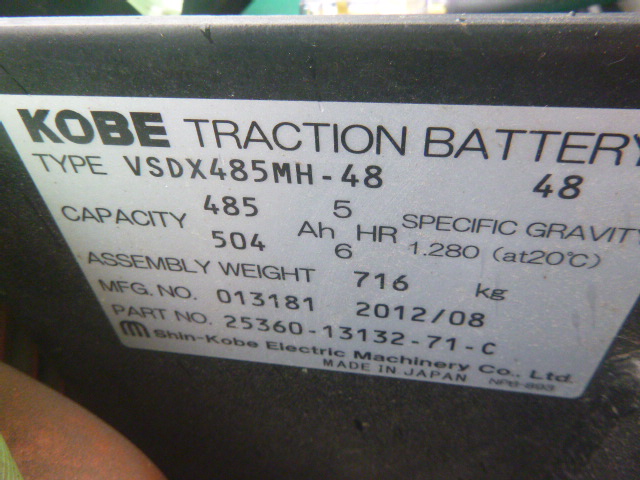 KOBE TRACTION BATTERY
TYPE VSDX485MH-48 48
CAPACITY 485 Ah 5 HR SPECIFIC GRAVITY
504 6 1.280 (at20℃)
ASSEMBLY WEIGHT 716 kg
MFG. NO. 013181 2012/08
PART NO. 25360-13132-71-C
Shin-Kobe Electric Machinery Co., Ltd.
MADE IN JAPAN